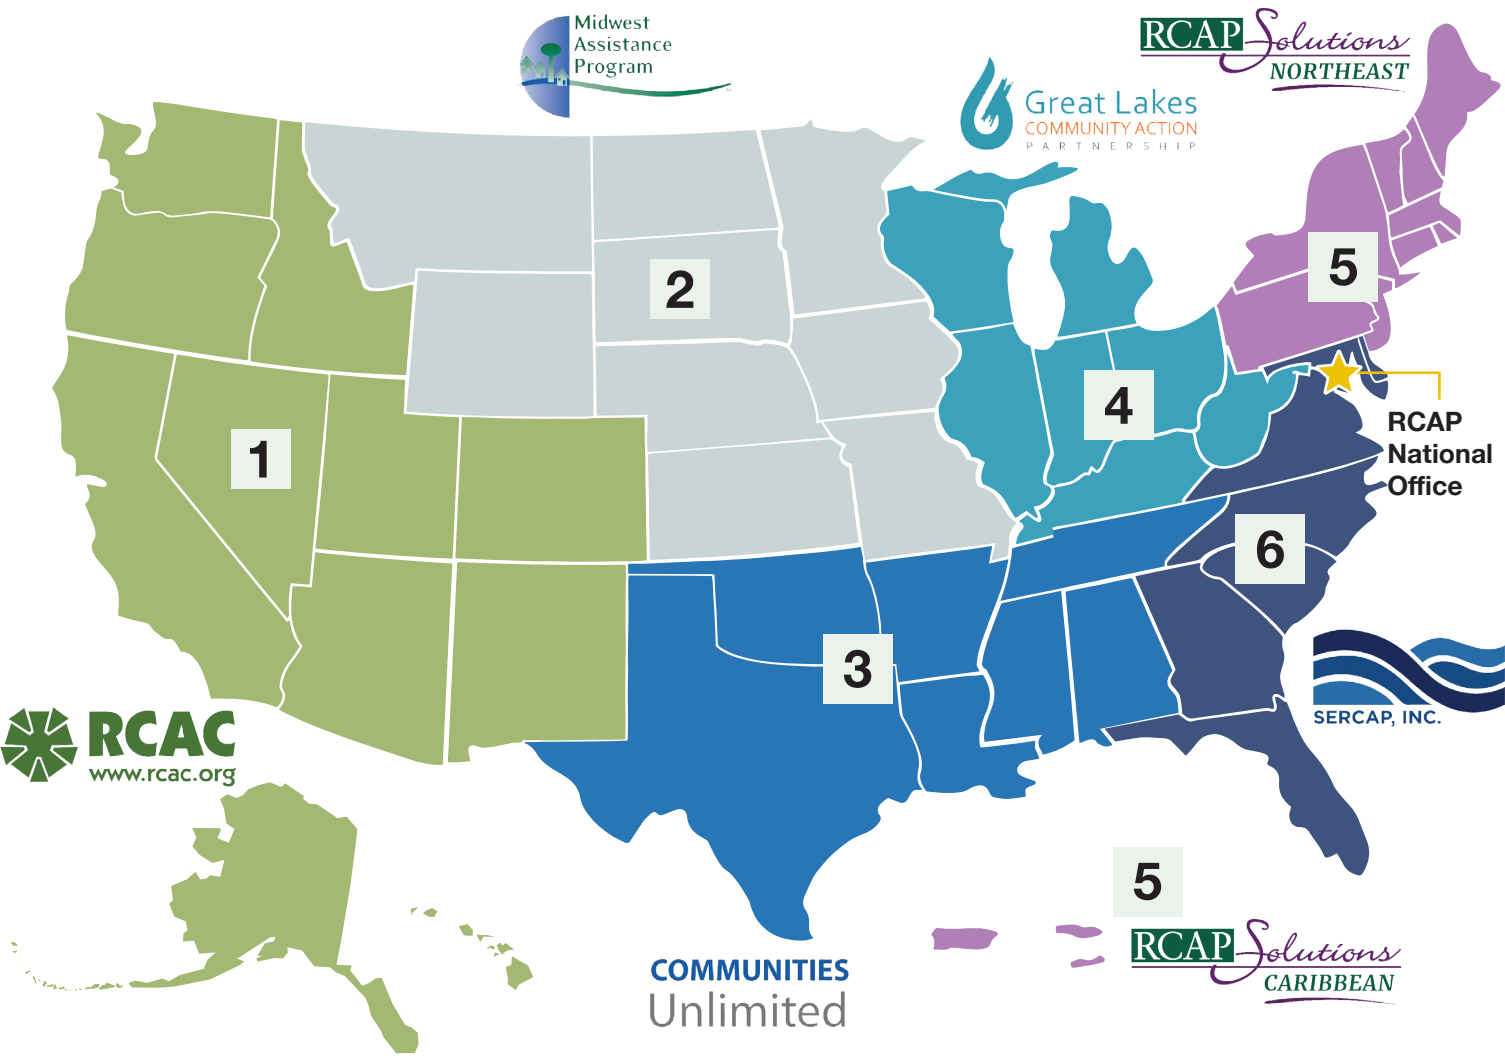 Midwest
Assistance
Program
RCAP Solutions
NORTHEAST
Great Lakes
COMMUNITY ACTION
PARTNERSHIP
5
2
4
RCAP
National
Office
1
6
3
SERCAP, INC.
RCAC
www.rcac.org
5
RCAP Solutions
CARIBBEAN
COMMUNITIES
Unlimited